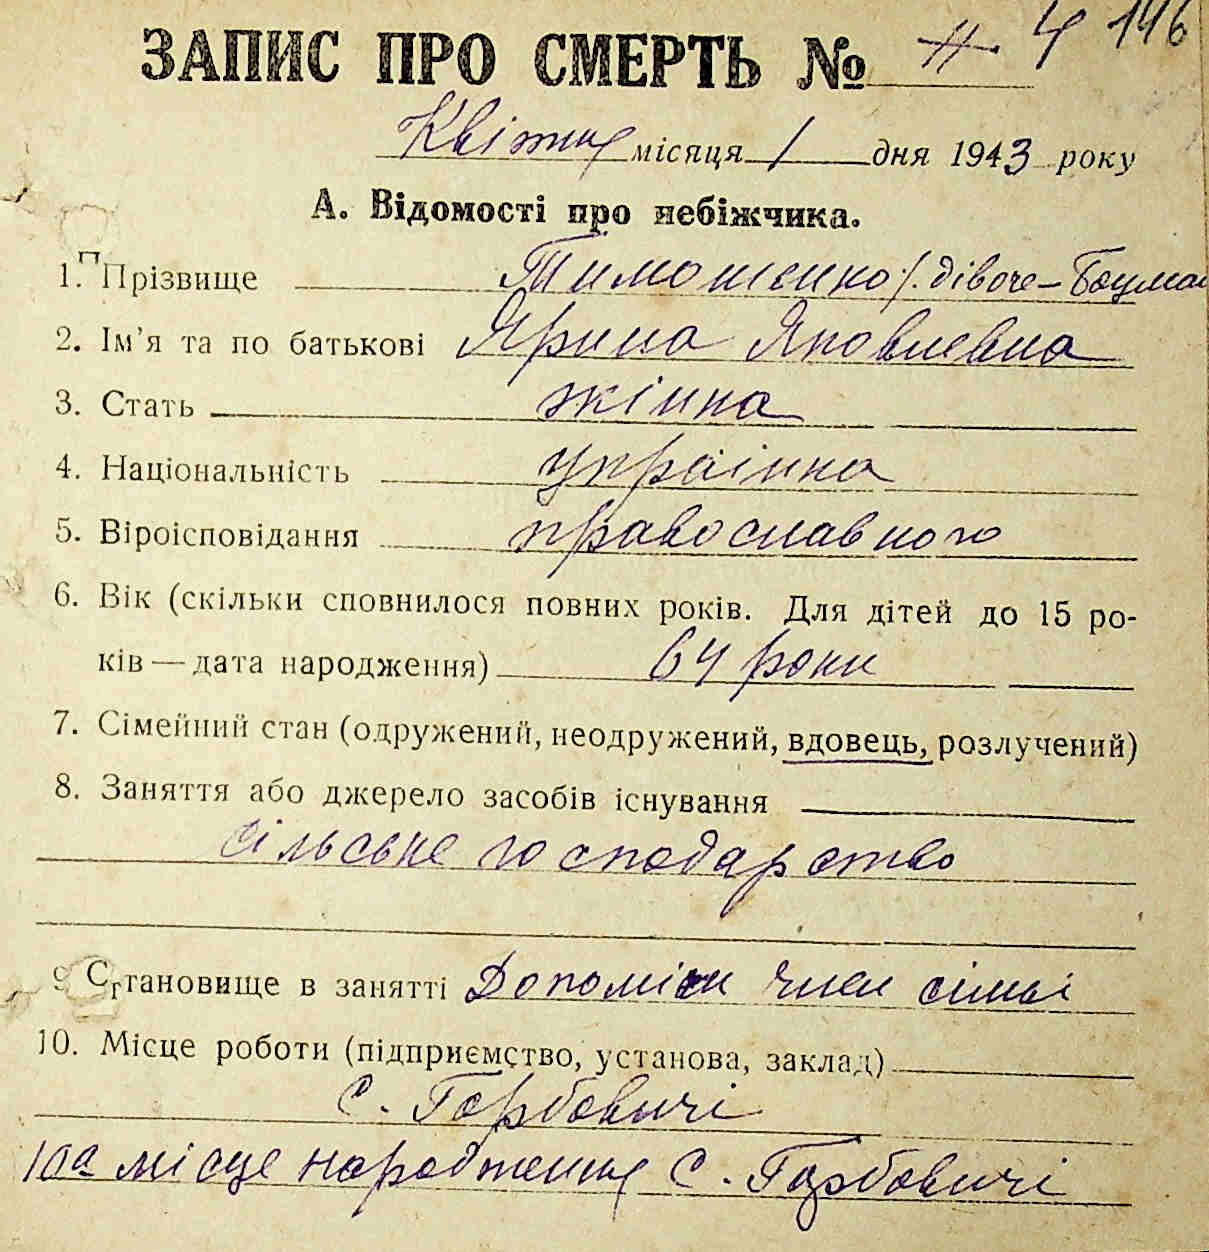 146
ЗАПИС ПРО СМЕРТЬ № 4
Квітня місяця 1 дня 1943 року
А. Відомості про небіжчика.
1. Прізвище Тимошенко /. дівоче – Боцман
2. Ім'я та по батькові Ярина Яковлевна
3. Стать жінка
4. Національність українка
5. Віроісповідання православного
6. Вік (скільки сповнилося повних років. Для дітей до 15 ро-
ків — дата народження) 64 роки
7. Сімейний стан (одружений, неодружений, вдовець, розлучений)
8. Заняття або джерело засобів існування
сільське господарство
9 Становище в занятті Допоміжн член сімьі
10. Місце роботи (підприємство, установа, заклад)
с. Горбовичі
10а місце народження С. Горбовичі